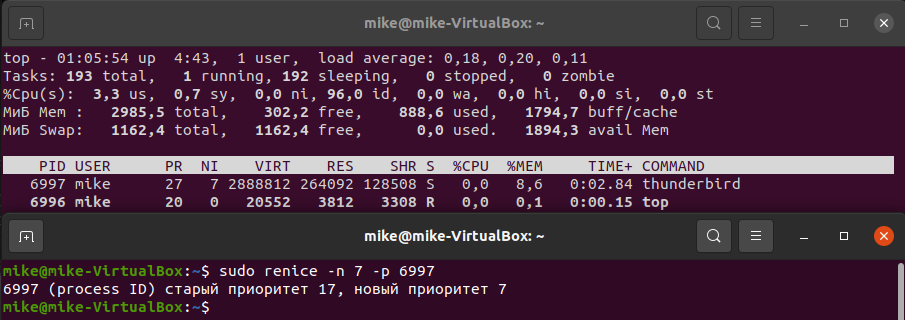 mike@mike-VirtualBox: ~
top - 01:05:54 up  4:43,  1 user,  load average: 0,18, 0,20, 0,11
Tasks: 193 total,   1 running, 192 sleeping,   0 stopped,   0 zombie
%Cpu(s):  3,3 us,  0,7 sy,  0,0 ni, 96,0 id,  0,0 wa,  0,0 hi,  0,0 si,  0,0 st
МиБ Mem :   2985,5 total,    302,2 free,    888,6 used,   1794,7 buff/cache
МиБ Swap:   1162,4 total,   1162,4 free,      0,0 used.   1894,3 avail Mem
PID USER      PR  NI    VIRT    RES    SHR S  %CPU  %MEM     TIME+ COMMAND
6997 mike      27   7 2888812 264092 128508 S   0,0   8,6   0:02.84 thunderbird
6996 mike      20   0   20552   3812   3308 R   0,0   0,1   0:00.15 top
mike@mike-VirtualBox: ~
mike@mike-VirtualBox:~$ sudo renice -n 7 -p 6997
6997 (process ID) старый приоритет 17, новый приоритет 7
mike@mike-VirtualBox:~$